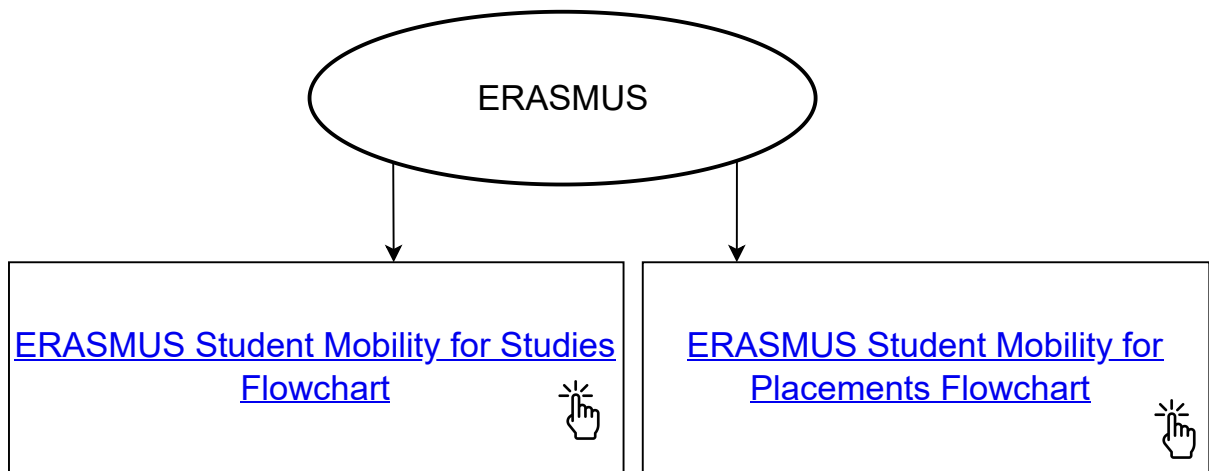 ERASMUS
ERASMUS Student Mobility for Studies
Flowchart
ERASMUS Student Mobility for
Placements Flowchart